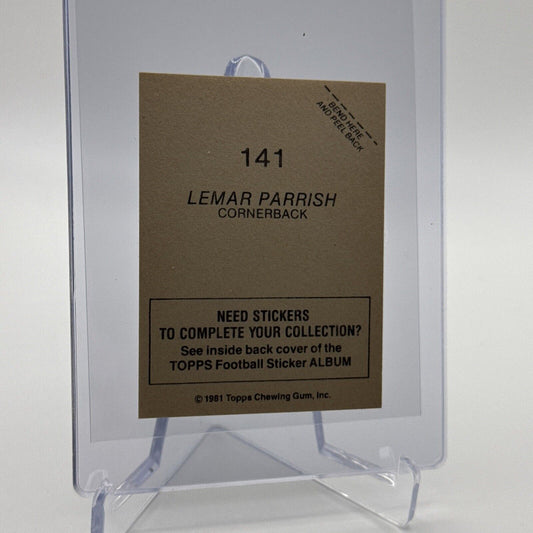 BEND HERE
AND PEEL BACK
141
LEMAR PARRISH
CORNERBACK
NEED STICKERS
TO COMPLETE YOUR COLLECTION?
See inside back cover of the
TOPPS Football Sticker ALBUM
© 1981 Topps Chewing Gum, Inc.